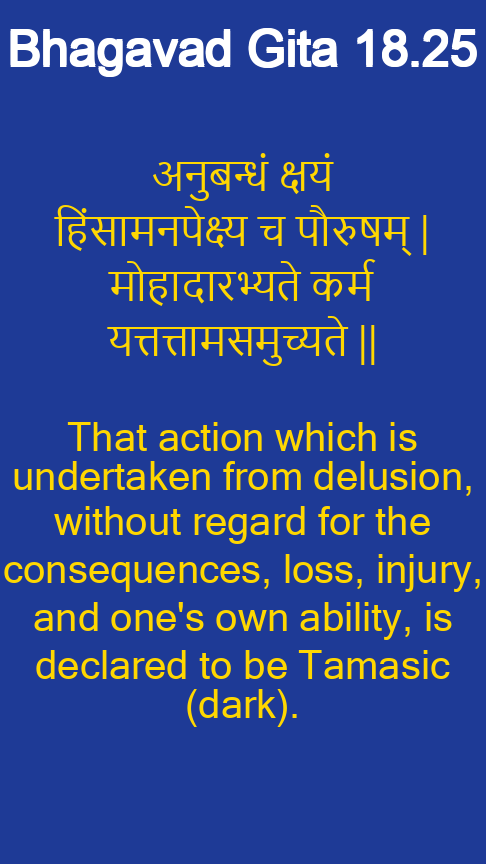 Bhagavad Gita 18.25
अनुबन्धं क्षयं
हिंसामनपेक्ष्य च पौरुषम् |
मोहादारभ्यते कर्म
यत्तत्तामसमुच्यते ||
That action which is
undertaken from delusion,
without regard for the
consequences, loss, injury,
and one's own ability, is
declared to be Tamasic
(dark).